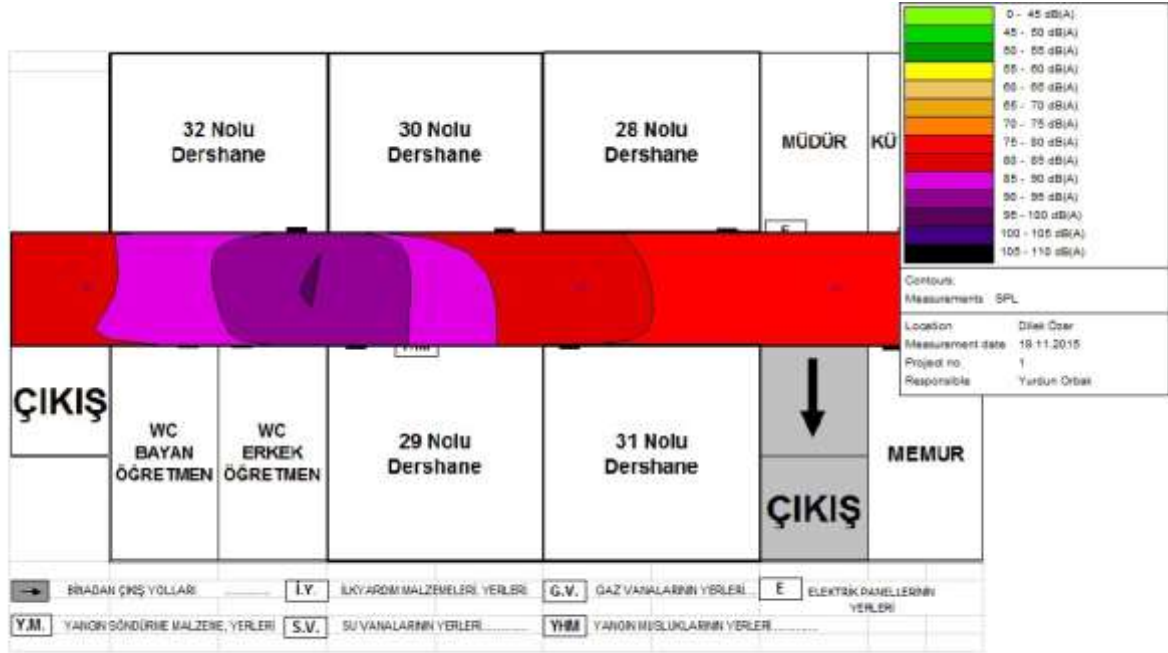 0 - 45 dB(A)
45 - 50 dB(A)
50 - 55 dB(A)
55 - 60 dB(A)
60 - 65 dB(A)
65 - 70 dB(A)
70 - 75 dB(A)
75 - 80 dB(A)
80 - 85 dB(A)
85 - 90 dB(A)
90 - 95 dB(A)
95 - 100 dB(A)
100 - 105 dB(A)
105 - 110 dB(A)
Contours:
Measurements SPL
Location Dilek Özer
Measurement date 19.11.2015
Project no 1
Responsible Yurdun Orbak
32 Nolu
Dershane
30 Nolu
Dershane
28 Nolu
Dershane
MÜDÜR
KÜ
E
YHM
ÇIKIŞ
WC
BAYAN
ÖĞRETMEN
WC
ERKEK
ÖĞRETMEN
29 Nolu
Dershane
31 Nolu
Dershane
ÇIKIŞ
MEMUR
BİNADAN ÇIKIŞ YOLLARI ..............
İ.Y. İLKYARDIM MALZEMELERİ, YERLERİ
G.V. GAZ VANALARININ YERLERİ....
E ELEKTRİK PANELLERİNİN
YERLERİ
Y.M. YANGIN SÖNDÜRME MALZEME, YERLERİ
S.V. SU VANALARININ YERLERİ..............
YHM YANGIN MUSLUKLARININ YERLERİ..............